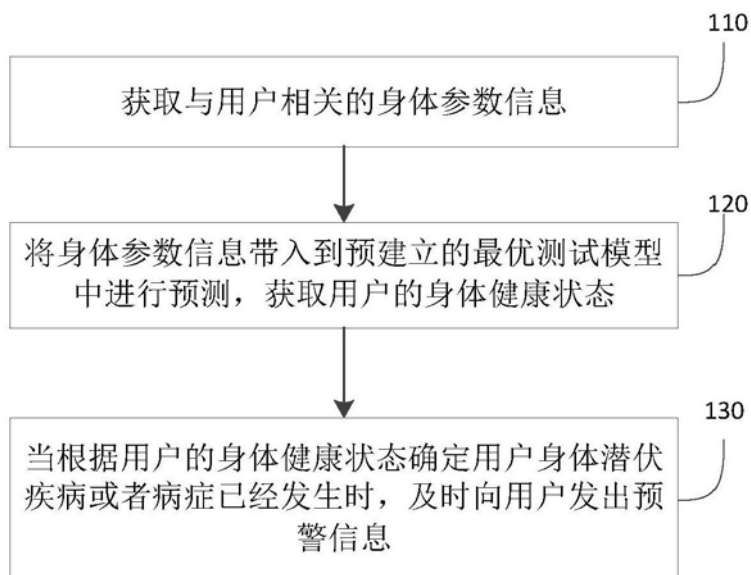 110
获取与用户相关的身体参数信息
120
将身体参数信息带入到预建立的最优测试模型
中进行预测，获取用户的身体健康状态
130
当根据用户的身体健康状态确定用户身体潜伏
疾病或者病症已经发生时，及时向用户发出预
警信息